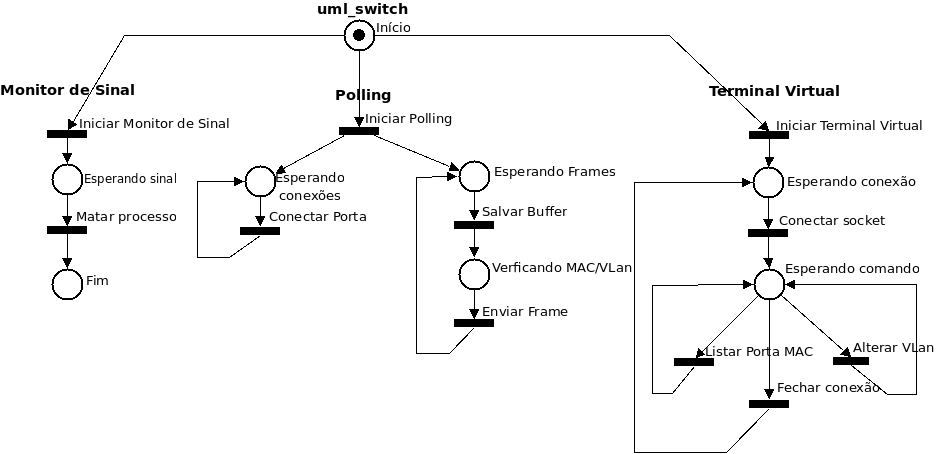 uml_switch
Início
Monitor de Sinal
Polling
Terminal Virtual
Iniciar Monitor de Sinal
Iniciar Polling
Iniciar Terminal Virtual
Esperando sinal
Esperando
conexões
Esperando Frames
Esperando conexão
Matar processo
Conectar Porta
Salvar Buffer
Conectar socket
Fim
Verficando MAC/VLan
Esperando comando
Enviar Frame
Listar Porta MAC
Alterar VLan
Fechar conexão